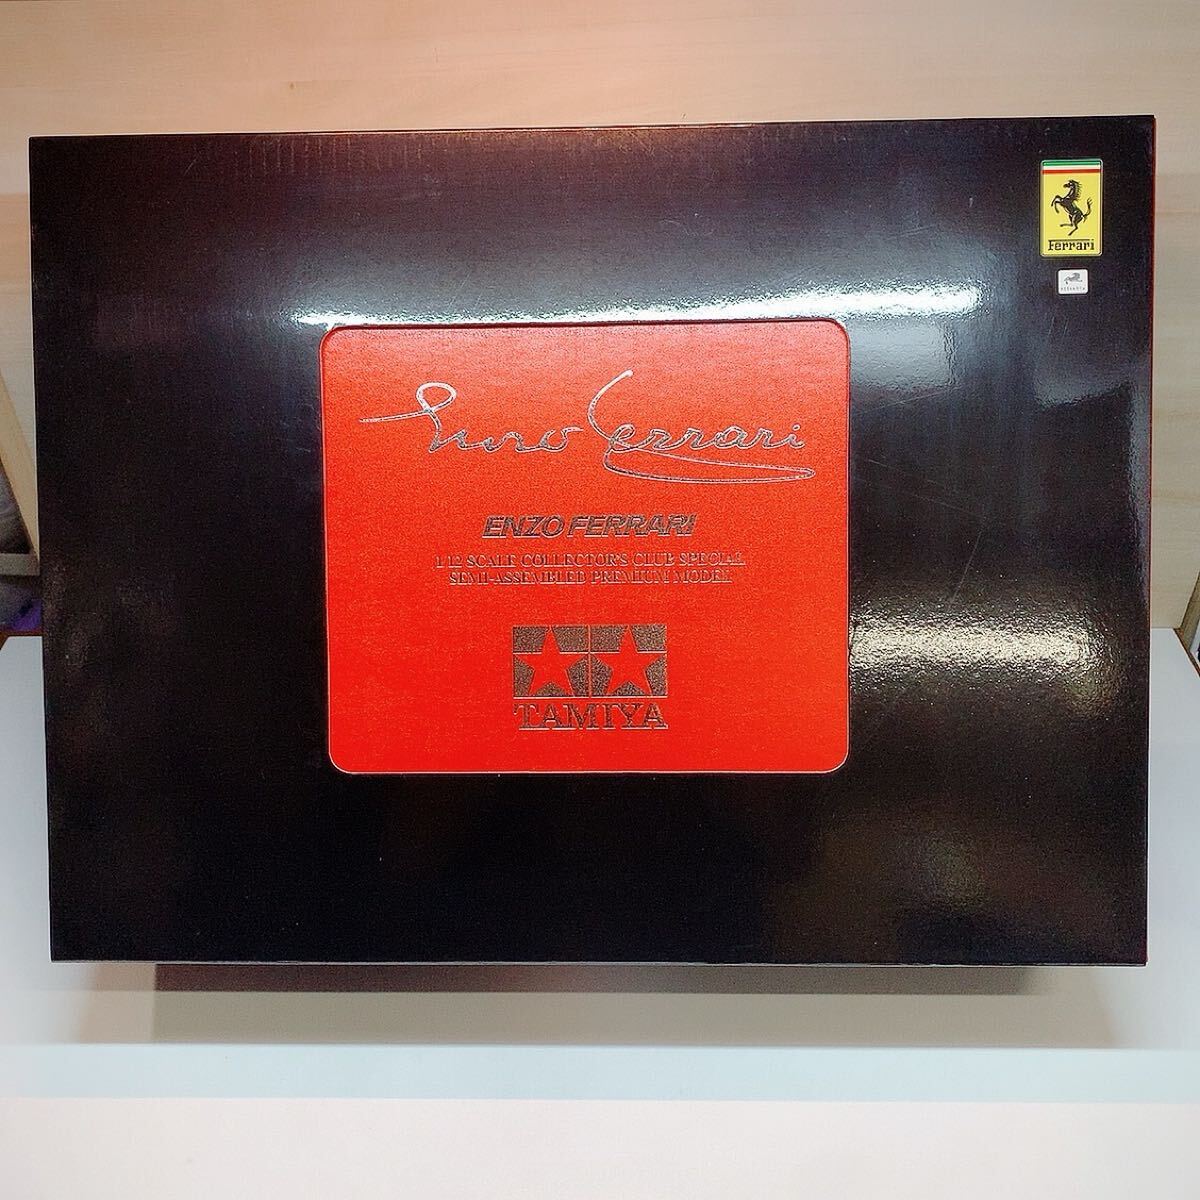 Ferrari
Enzo Ferrari
ENZO FERRARI
1/12 SCALE COLLECTOR'S CLUB SPECIAL
SEMI-ASSEMBLED PREMIUM MODEL
TAMIYA